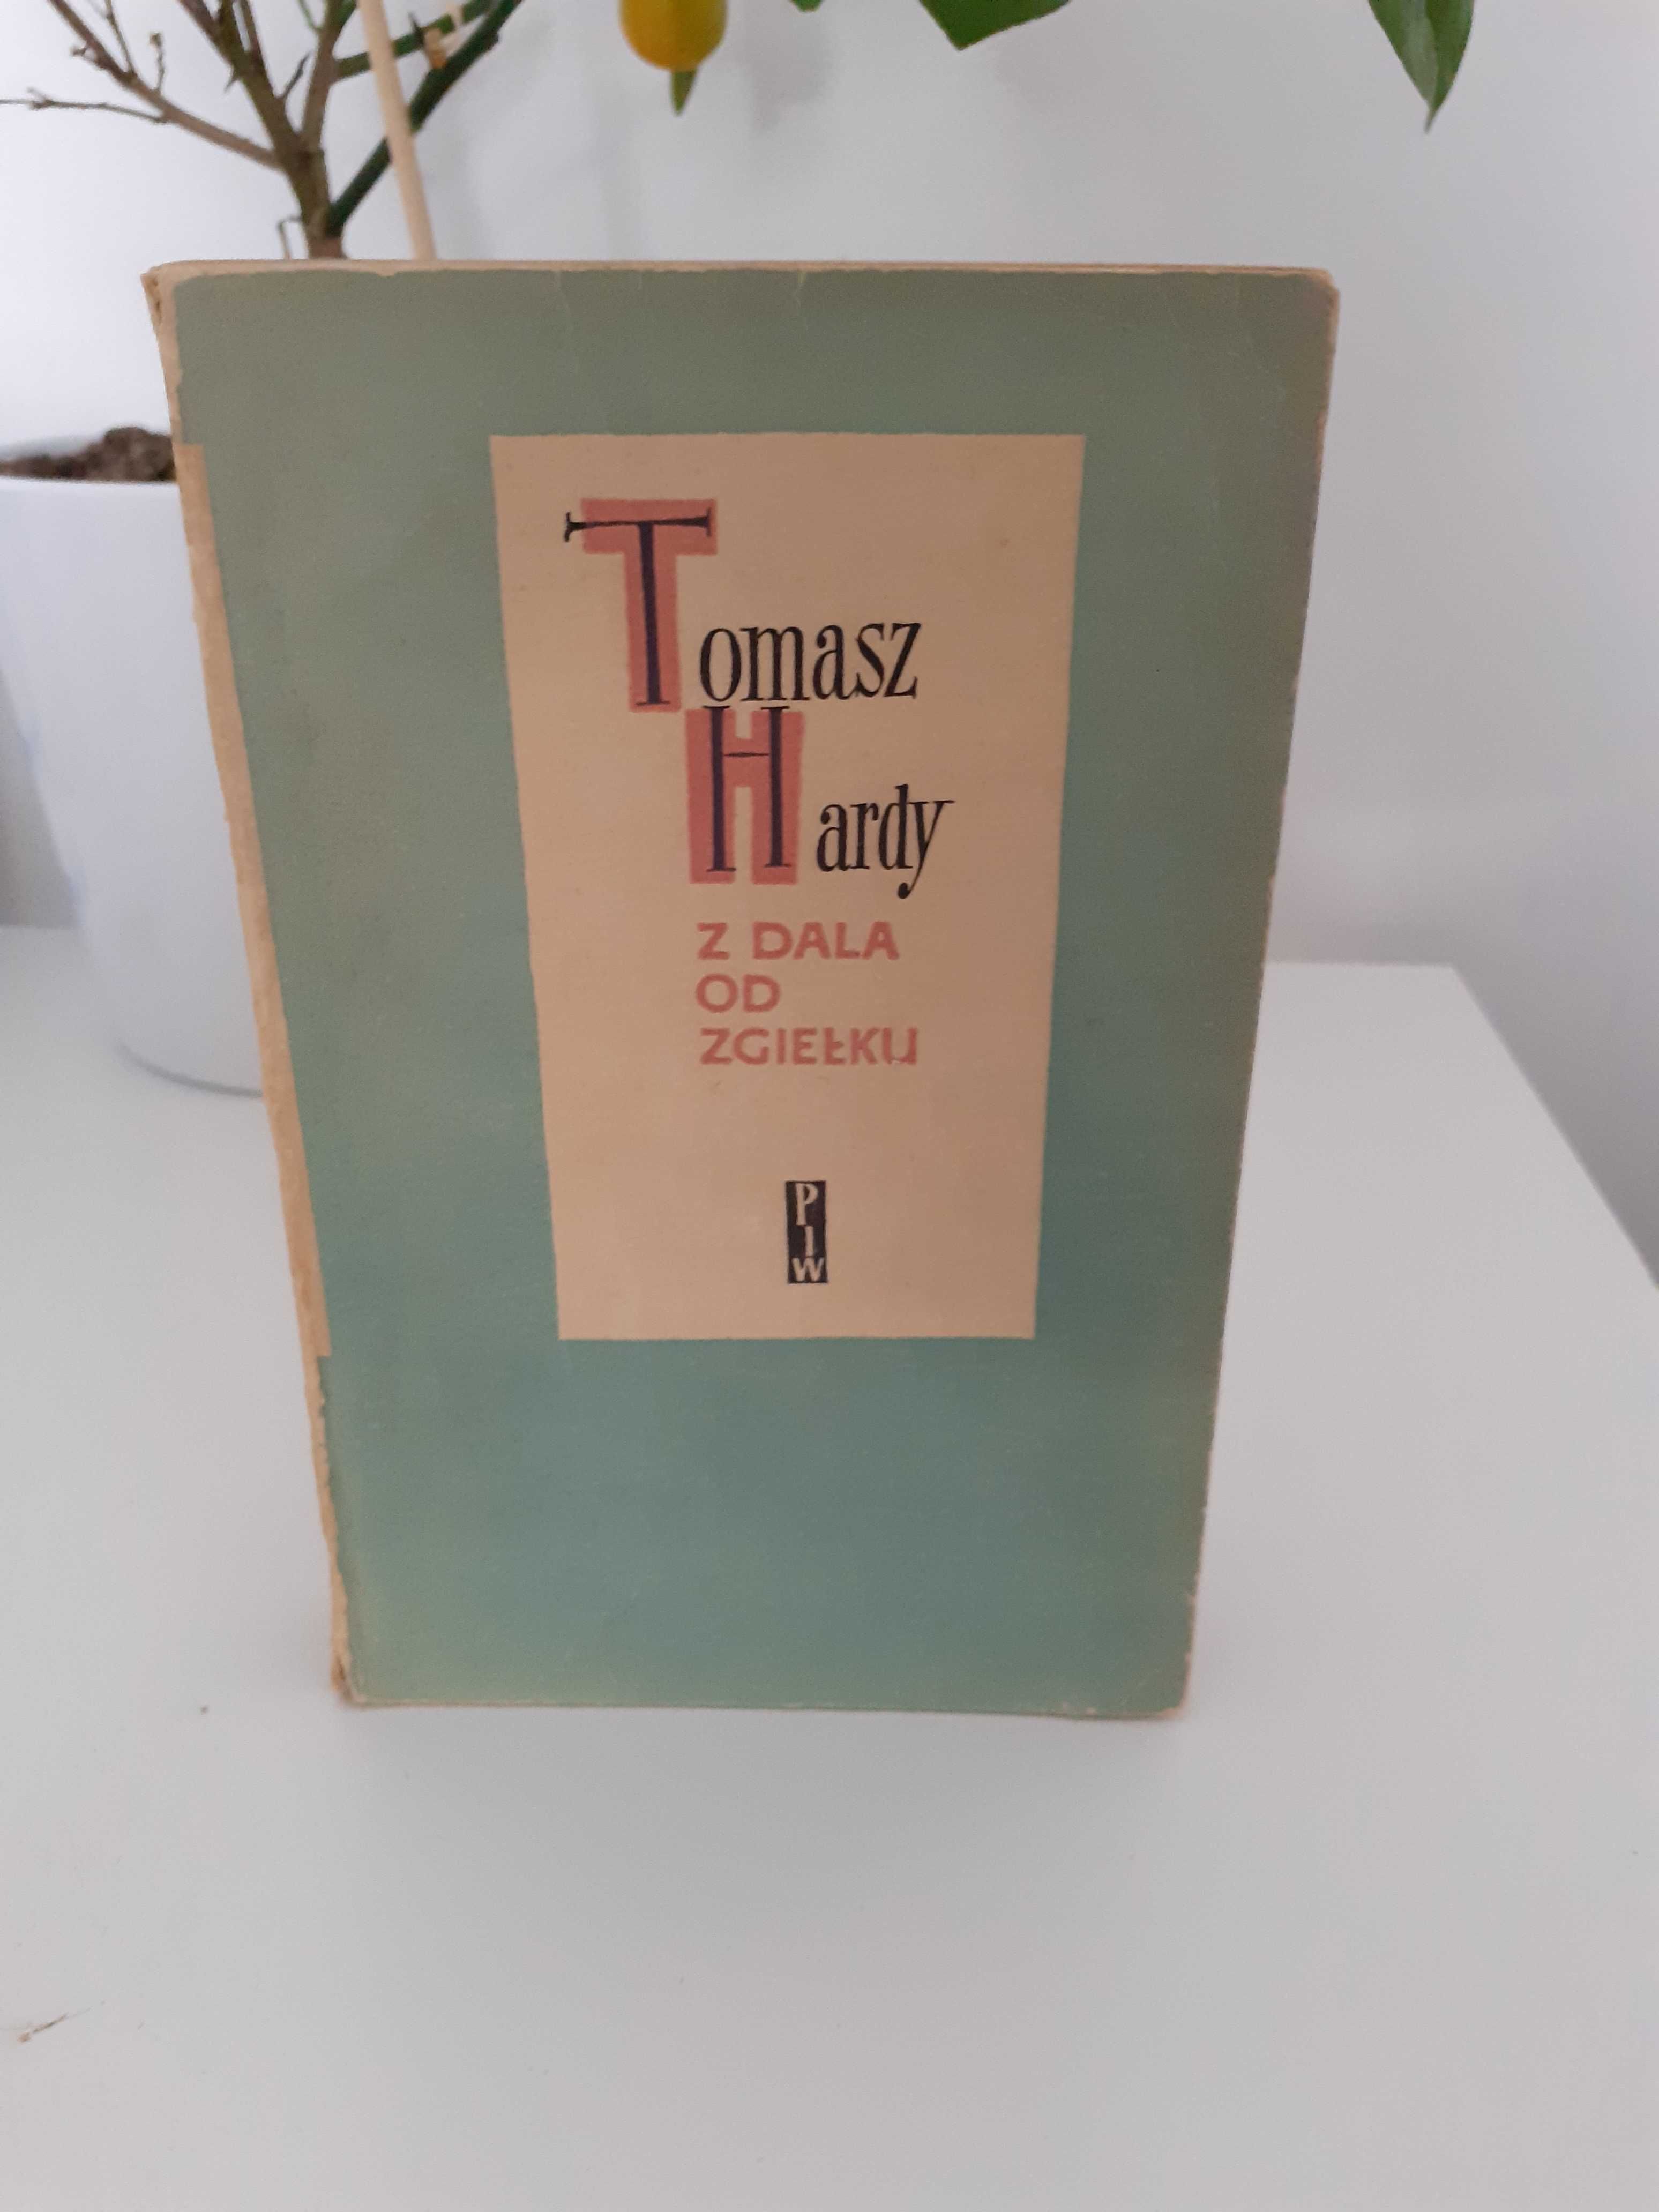 Tomasz
Hardy
Z DALA
OD
ZGIEŁKU
PIW